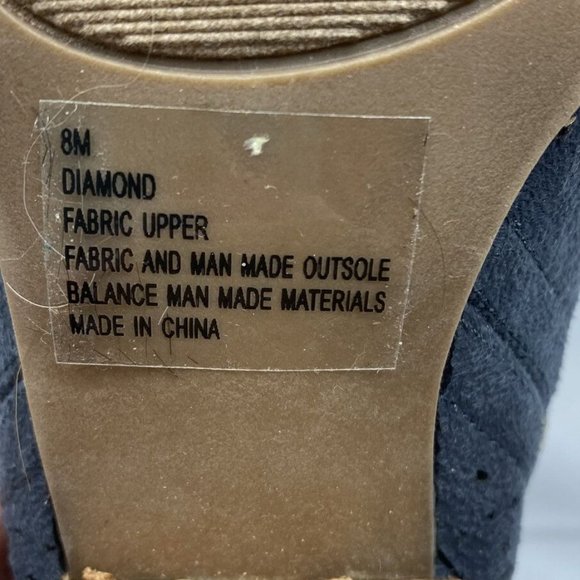 8M
DIAMOND
FABRIC UPPER
FABRIC AND MAN MADE OUTSOLE
BALANCE MAN MADE MATERIALS
MADE IN CHINA